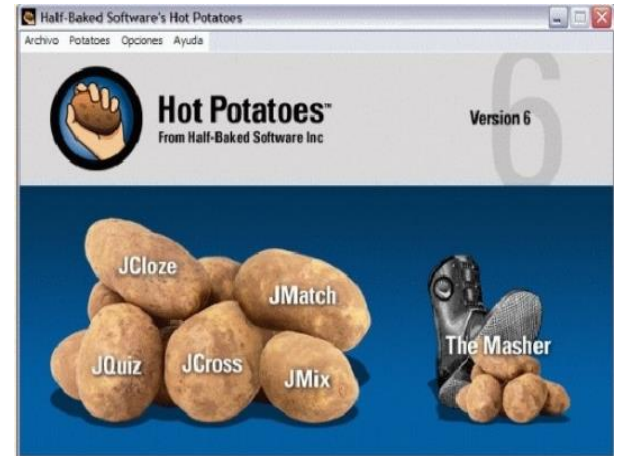 Half-Baked Software's Hot Potatoes
Archivo Potatoes Opciones Ayuda
Hot Potatoes™
From Half-Baked Software Inc
Version 6
6
JCloze
JMatch
JQuiz
JCross
JMix
The Masher